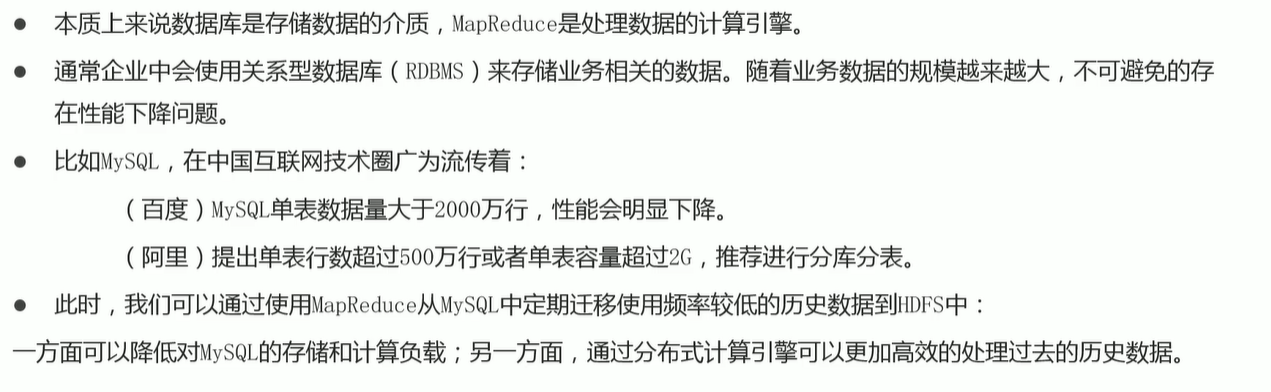 ● 本质上来说数据库是存储数据的介质，MapReduce是处理数据的计算引擎。
● 通常企业中会使用关系型数据库（RDBMS）来存储业务相关的数据。随着业务数据的规模越来越大，不可避免的存
在性能下降问题。
● 比如MySQL，在中国互联网技术圈广为流传着：
（百度）MySQL单表数据量大于2000万行，性能会明显下降。
（阿里）提出单表行数超过500万行或者单表容量超过2G，推荐进行分库分表。
● 此时，我们可以通过使用MapReduce从MySQL中定期迁移使用频率较低的历史数据到HDFS中：
一方面可以降低对MySQL的存储和计算负载；另一方面，通过分布式计算引擎可以更加高效的处理过去的历史数据。